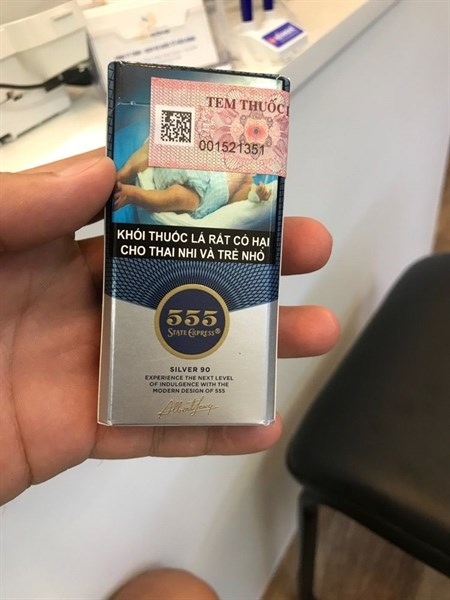 TEM THUỐC
001521351
KHÓI THUỐC LÁ RẤT CÓ HẠI
CHO THAI NHI VÀ TRẺ NHỎ
555
STATE EXPRESS®
SILVER 90
EXPERIENCE THE NEXT LEVEL
OF INDULGENCE WITH THE
MODERN DESIGN OF 555